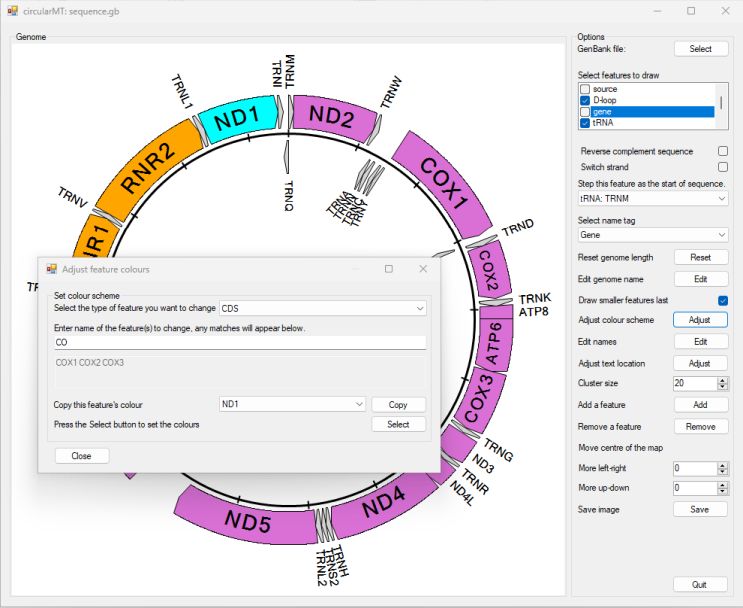 circularMT: sequence.gb
Genome
TRNL1
TRNI
TRNM
TRNW
ND1
ND2
COX1
RNR2
TRNQ
TRNV
TRND
COX2
TRNK
ATP8
ATP6
COX3
TRNG
ND3
TRNR
ND4L
ND4
TRNH
TRNS2
TRNL2
ND5
Adjust feature colours
Set colour scheme
Select the type of feature you want to change CDS
Enter name of the feature(s) to change, any matches will appear below.
CO
COX1 COX2 COX3
Copy this feature's colour ND1 Copy
Press the Select button to set the colours Select
Close
Options
GenBank file: Select
Select features to draw
source
D-loop
gene
tRNA
Reverse complement sequence
Switch strand
Step this feature as the start of sequence.
tRNA: TRNM
Select name tag
Gene
Reset genome length Reset
Edit genome name Edit
Draw smaller features last
Adjust colour scheme Adjust
Edit names Edit
Adjust text location Adjust
Cluster size 20
Add a feature Add
Remove a feature Remove
Move centre of the map
More left-right 0
More up-down 0
Save image Save
Quit